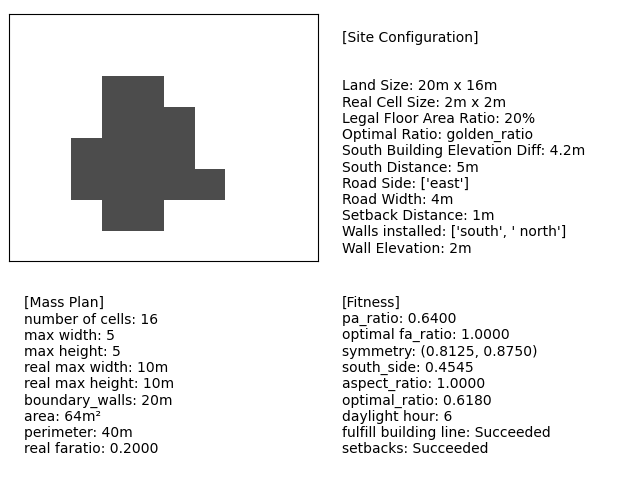 [Site Configuration]
Land Size: 20m x 16m
Real Cell Size: 2m x 2m
Legal Floor Area Ratio: 20%
Optimal Ratio: golden_ratio
South Building Elevation Diff: 4.2m
South Distance: 5m
Road Side: ['east']
Road Width: 4m
Setback Distance: 1m
Walls installed: ['south', ' north']
Wall Elevation: 2m
[Mass Plan]
number of cells: 16
max width: 5
max height: 5
real max width: 10m
real max height: 10m
boundary_walls: 20m
area: 64m²
perimeter: 40m
real faratio: 0.2000
[Fitness]
pa_ratio: 0.6400
optimal fa_ratio: 1.0000
symmetry: (0.8125, 0.8750)
south_side: 0.4545
aspect_ratio: 1.0000
optimal_ratio: 0.6180
daylight hour: 6
fulfill building line: Succeeded
setbacks: Succeeded